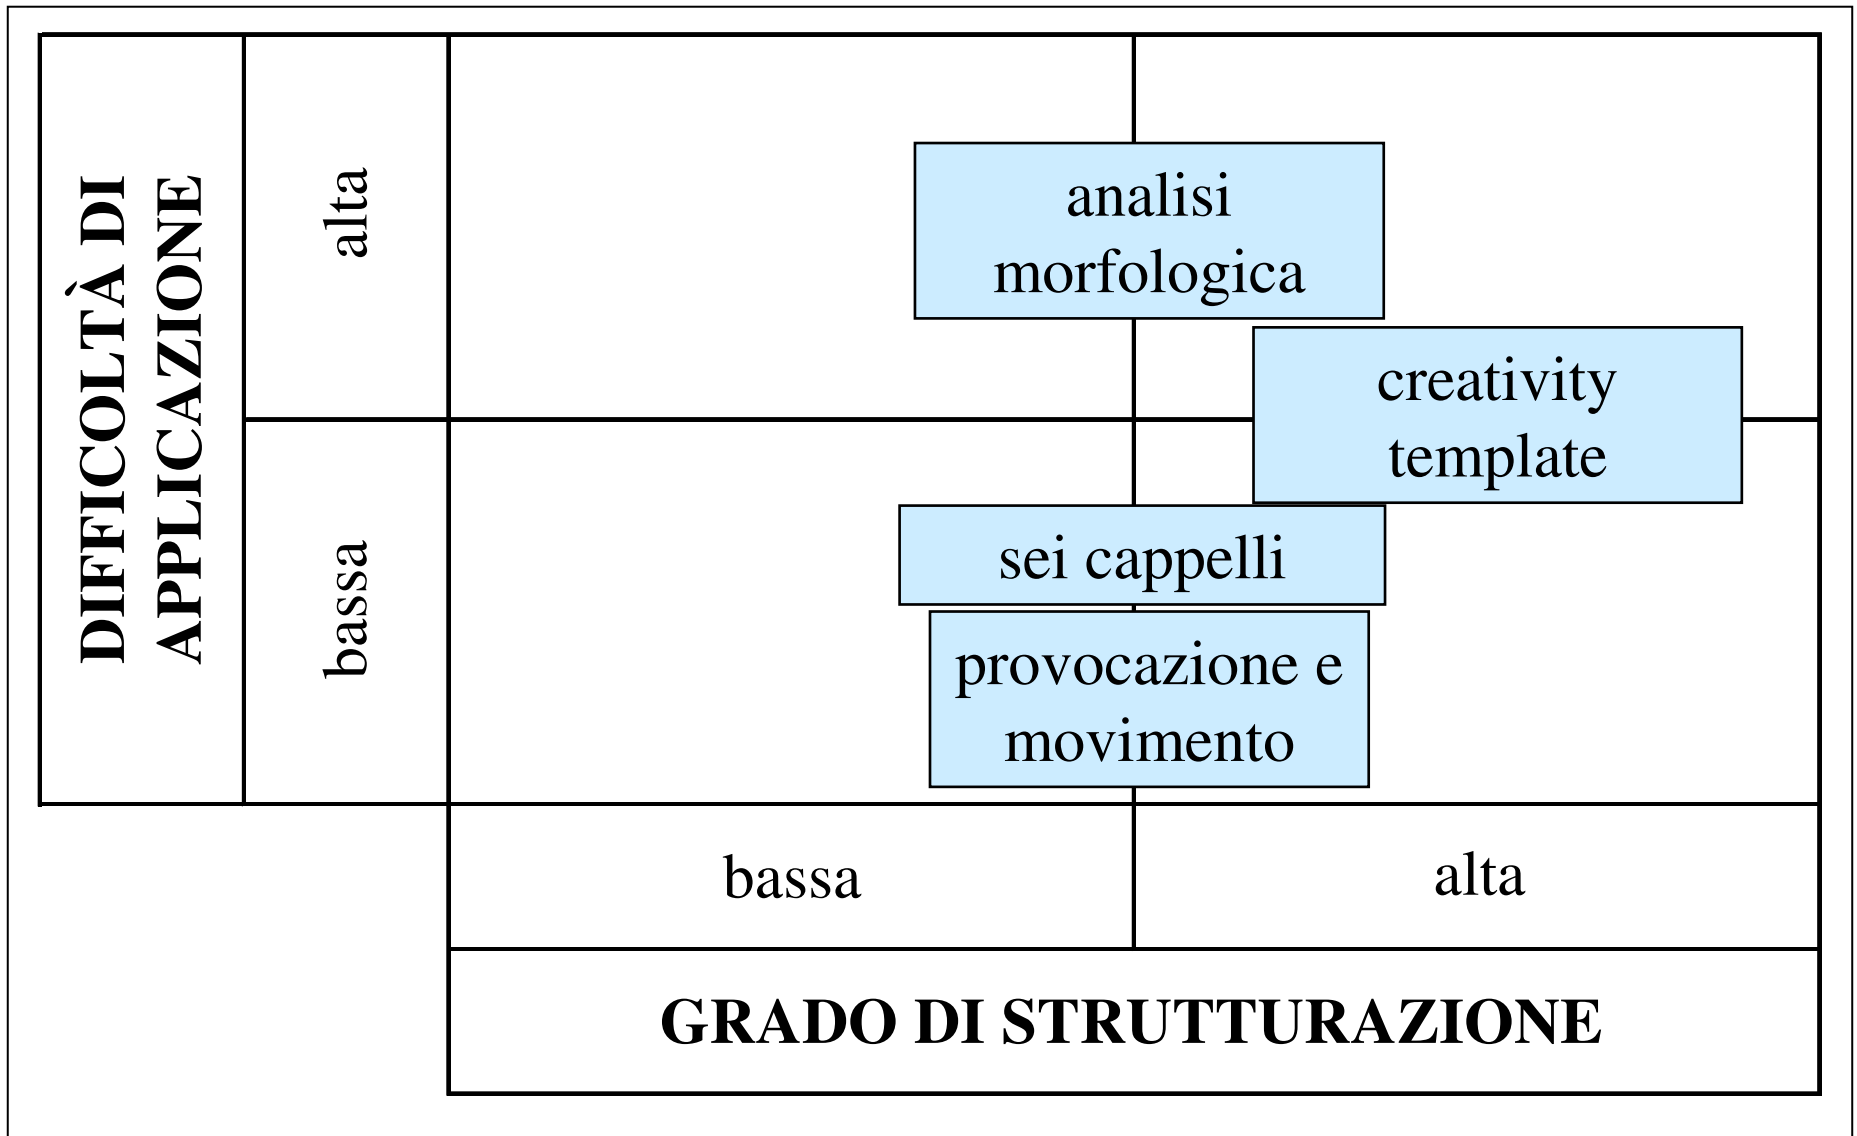 DIFFICOLTÀ DI
APPLICAZIONE
alta
analisi
morfologica
creativity
template
bassa
sei cappelli
provocazione e
movimento
bassa
alta
GRADO DI STRUTTURAZIONE